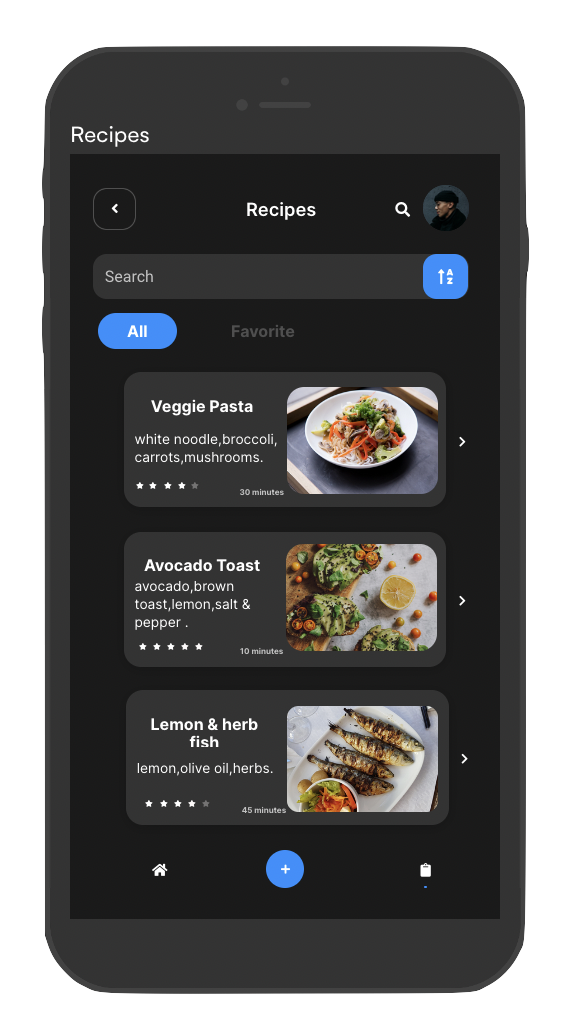 Recipes
Recipes
Search
A
Z
All
Favorite
Veggie Pasta
white noodle,broccoli,
carrots,mushrooms.
30 minutes
Avocado Toast
avocado,brown
toast,lemon,salt &
pepper .
10 minutes
Lemon & herb
fish
lemon,olive oil,herbs.
45 minutes